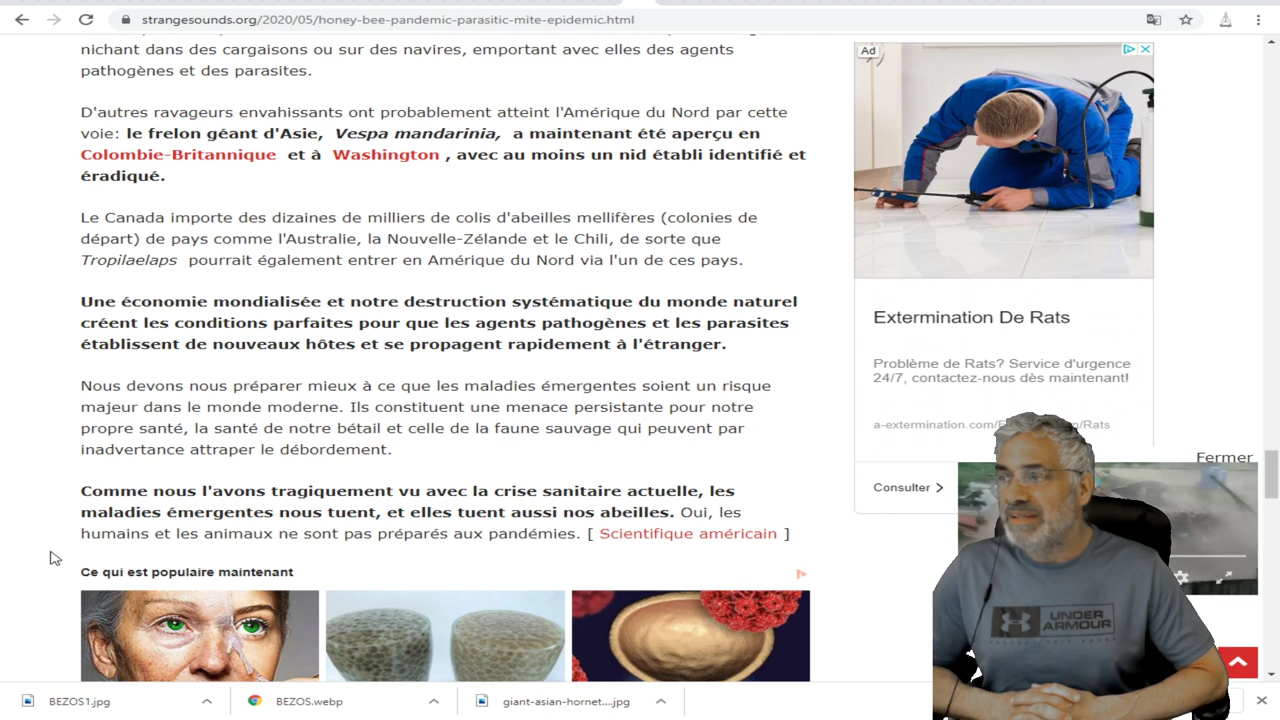 strangesounds.org/2020/05/honey-bee-pandemic-parasitic-mite-epidemic.html
nichant dans des cargaisons ou sur des navires, emportant avec elles des agents
pathogènes et des parasites.
D'autres ravageurs envahissants ont probablement atteint l'Amérique du Nord par cette
voie: le frelon géant d'Asie, Vespa mandarinia, a maintenant été aperçu en
Colombie-Britannique et à Washington , avec au moins un nid établi identifié et
éradiqué.
Le Canada importe des dizaines de milliers de colis d'abeilles mellifères (colonies de
départ) de pays comme l'Australie, la Nouvelle-Zélande et le Chili, de sorte que
Tropilaelaps pourrait également entrer en Amérique du Nord via l'un de ces pays.
Une économie mondialisée et notre destruction systématique du monde naturel
créent les conditions parfaites pour que les agents pathogènes et les parasites
établissent de nouveaux hôtes et se propagent rapidement à l'étranger.
Nous devons nous préparer mieux à ce que les maladies émergentes soient un risque
majeur dans le monde moderne. Ils constituent une menace persistante pour notre
propre santé, la santé de notre bétail et celle de la faune sauvage qui peuvent par
inadvertance attraper le débordement.
Comme nous l'avons tragiquement vu avec la crise sanitaire actuelle, les
maladies émergentes nous tuent, et elles tuent aussi nos abeilles. Oui, les
humains et les animaux ne sont pas préparés aux pandémies. [ Scientifique américain ]
Ce qui est populaire maintenant
Ad
Extermination De Rats
Problème de Rats? Service d'urgence
24/7, contactez-nous dès maintenant!
a-extermination.com/ /Rats
Consulter
Fermer
UNDER
ARMOUR
BEZOS1.jpg
BEZOS.webp
giant-asian-hornet....jpg